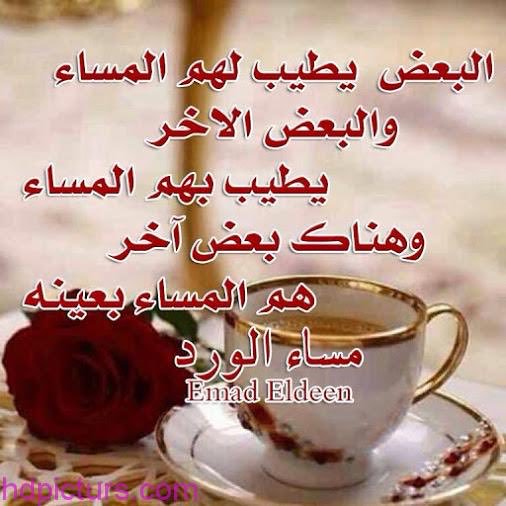 البعض يطيب لهم المساء
والبعض الاخر
يطيب بهم المساء
وهناك بعض آخر
هم المساء بعينه
مساء الورد
Emad Eldeen
hdpicturs.com